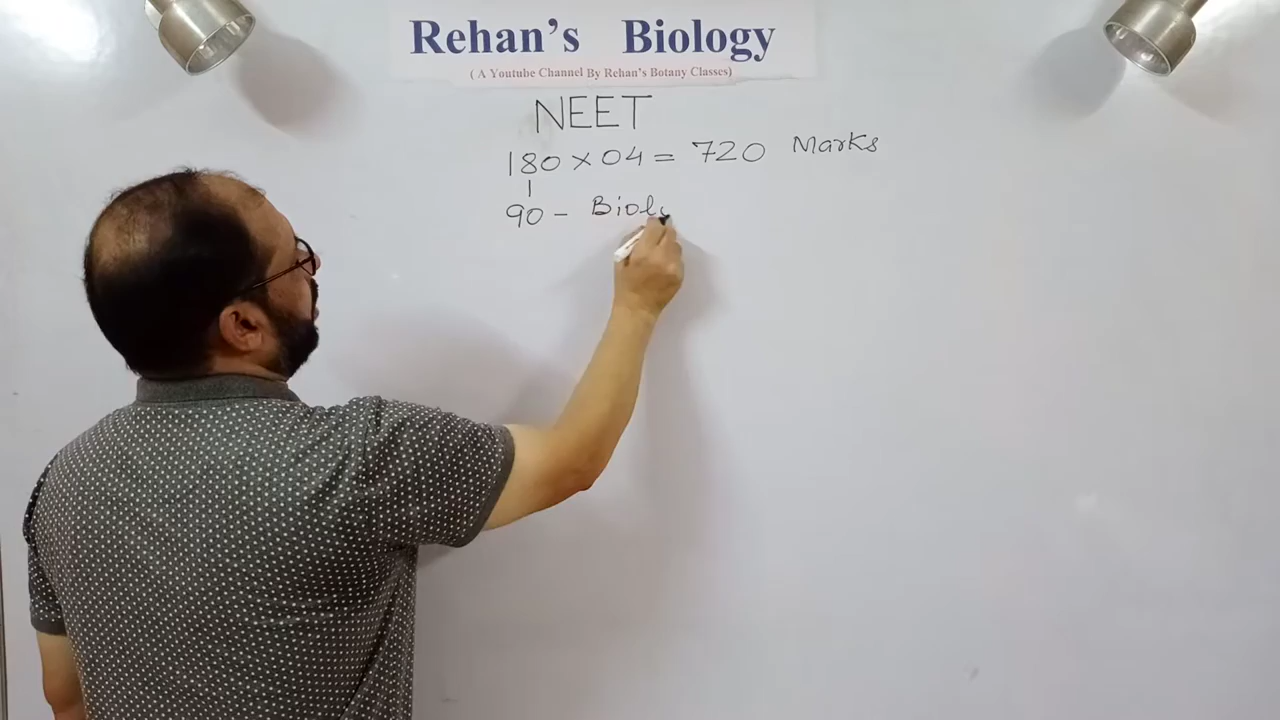 Rehan's Biology
( A Youtube Channel By Rehan's Botany Classes)
NEET
180 × 04 = 720 Marks
|
90 - Biolo